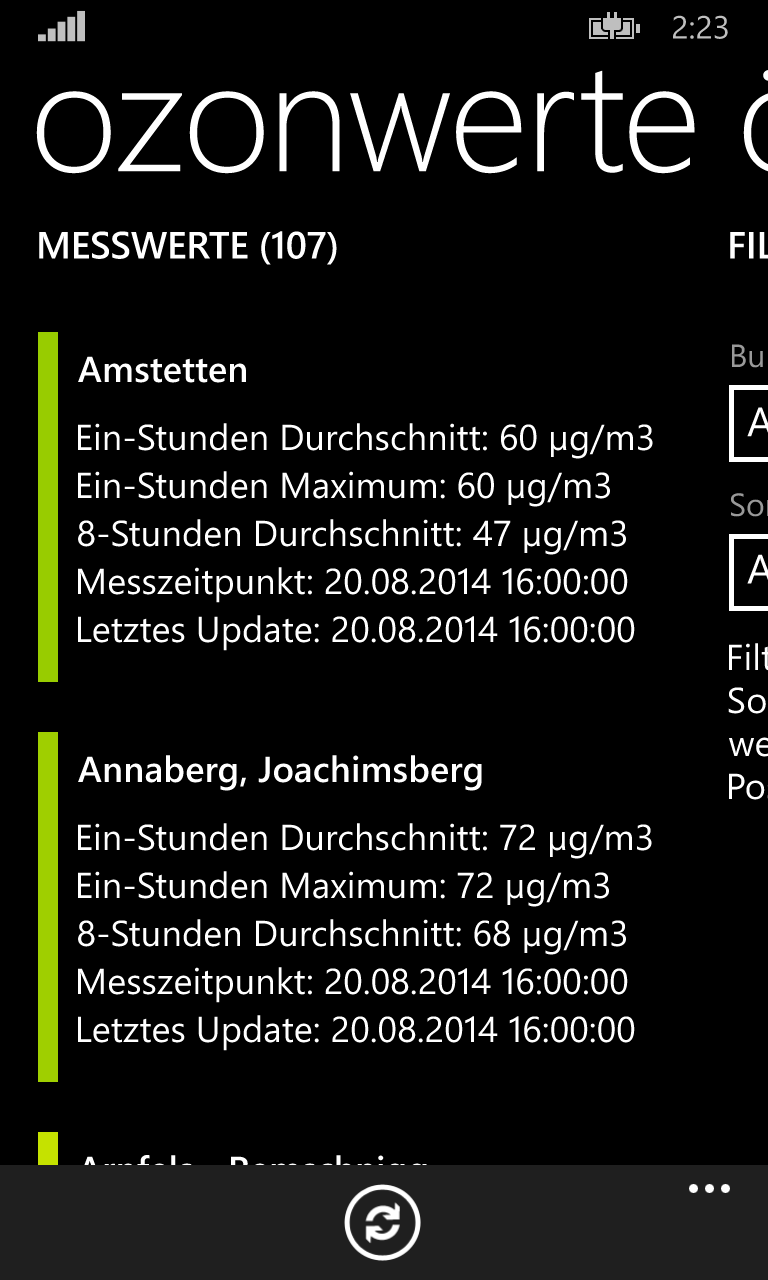 2:23
ozonwerte
MESSWERTE (107)
Amstetten
Ein-Stunden Durchschnitt: 60 µg/m3
Ein-Stunden Maximum: 60 µg/m3
8-Stunden Durchschnitt: 47 µg/m3
Messzeitpunkt: 20.08.2014 16:00:00
Letztes Update: 20.08.2014 16:00:00
Annaberg, Joachimsberg
Ein-Stunden Durchschnitt: 72 µg/m3
Ein-Stunden Maximum: 72 µg/m3
8-Stunden Durchschnitt: 68 µg/m3
Messzeitpunkt: 20.08.2014 16:00:00
Letztes Update: 20.08.2014 16:00:00
FIL
Bu
A
So
A
Filt
So
we
Po